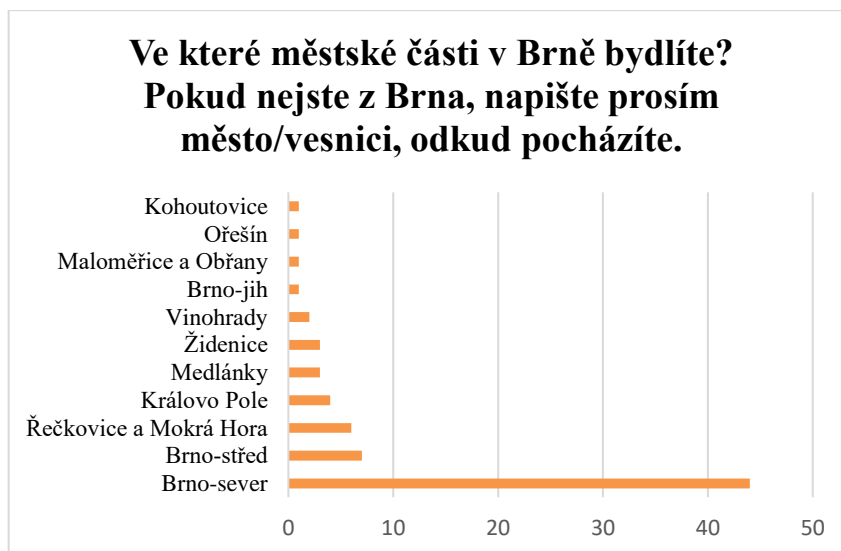 Ve které městské části v Brně bydlíte?
Pokud nejste z Brna, napište prosím
město/vesnici, odkud pocházíte.
Kohoutovice
Ořešín
Maloměřice a Obřany
Brno-jih
Vinohrady
Židenice
Medlánky
Královo Pole
Řečkovice a Mokrá Hora
Brno-střed
Brno-sever
0 10 20 30 40 50